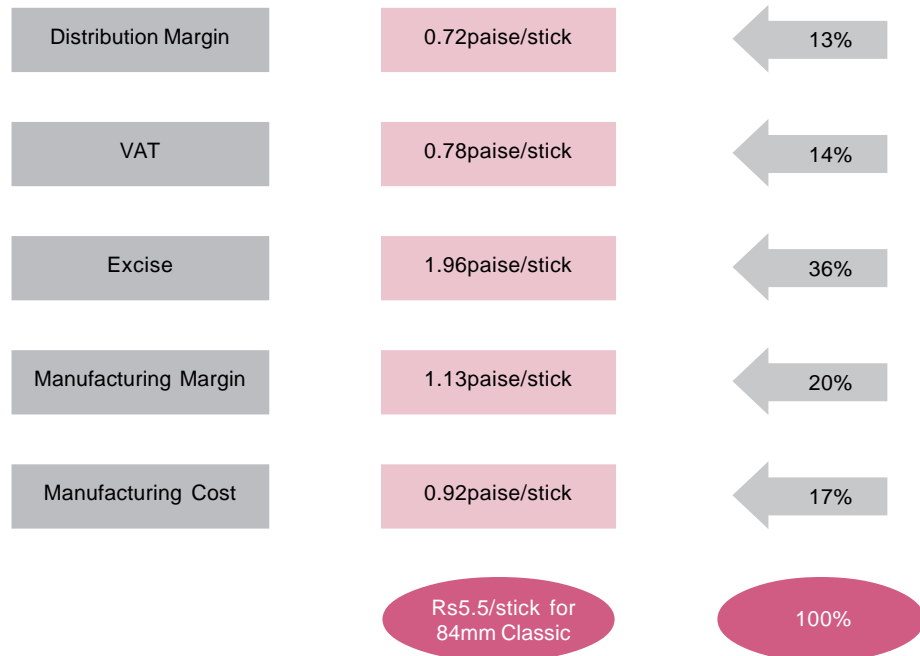 Distribution Margin 0.72paise/stick 13%
VAT 0.78paise/stick 14%
Excise 1.96paise/stick 36%
Manufacturing Margin 1.13paise/stick 20%
Manufacturing Cost 0.92paise/stick 17%
Rs5.5/stick for
84mm Classic
100%